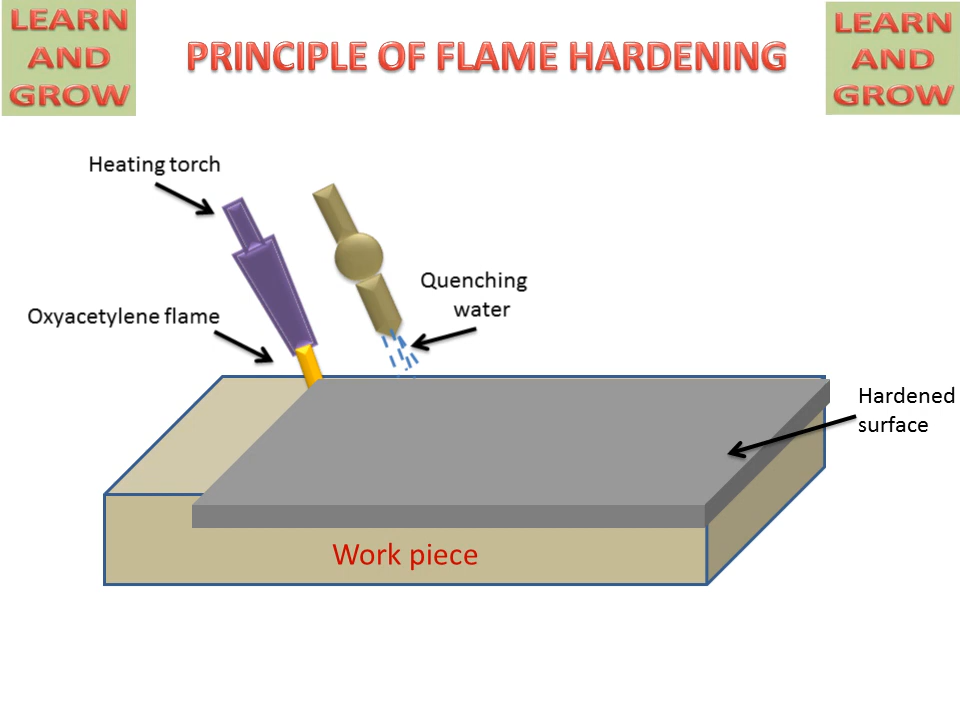 LEARN
AND
GROW
PRINCIPLE OF FLAME HARDENING
LEARN
AND
GROW
Heating torch
Quenching
water
Oxyacetylene flame
Hardened
surface
Work piece